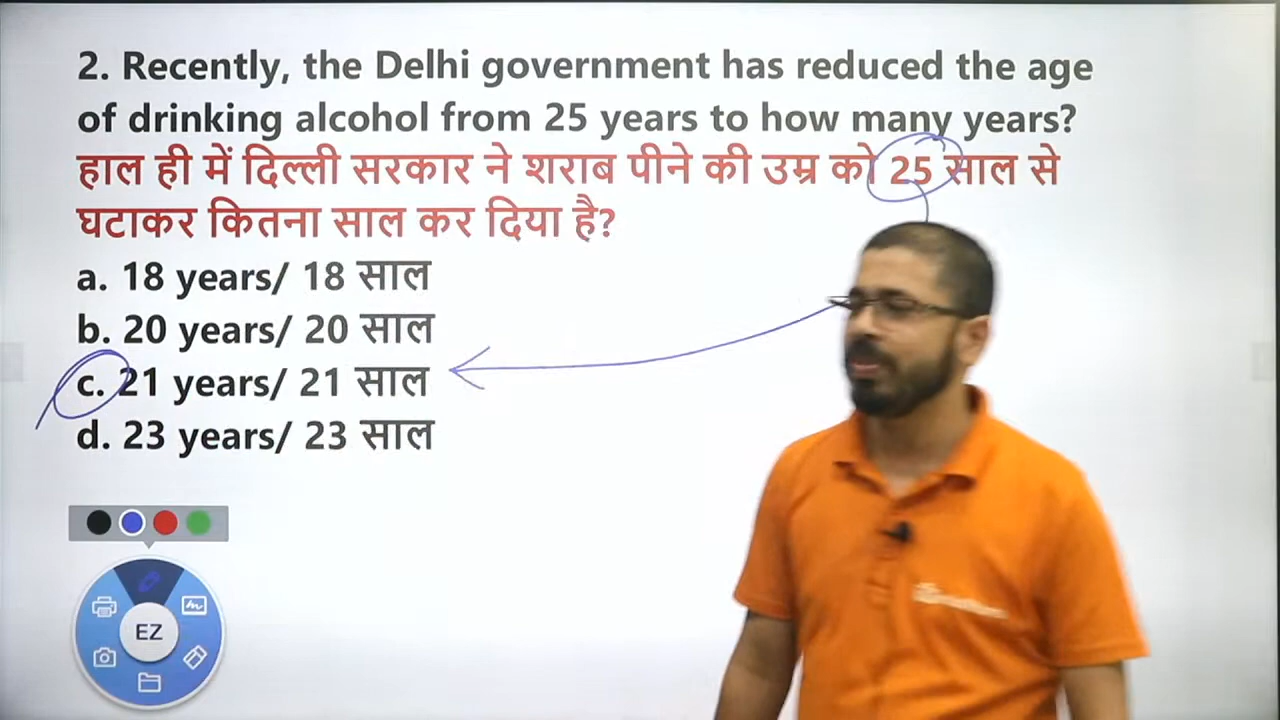 2. Recently, the Delhi government has reduced the age
of drinking alcohol from 25 years to how many years?
हाल ही में दिल्ली सरकार ने शराब पीने की उम्र को 25 साल से
घटाकर कितना साल कर दिया है?
a. 18 years/ 18 साल
b. 20 years/ 20 साल
c. 21 years/ 21 साल
d. 23 years/ 23 साल
EZ